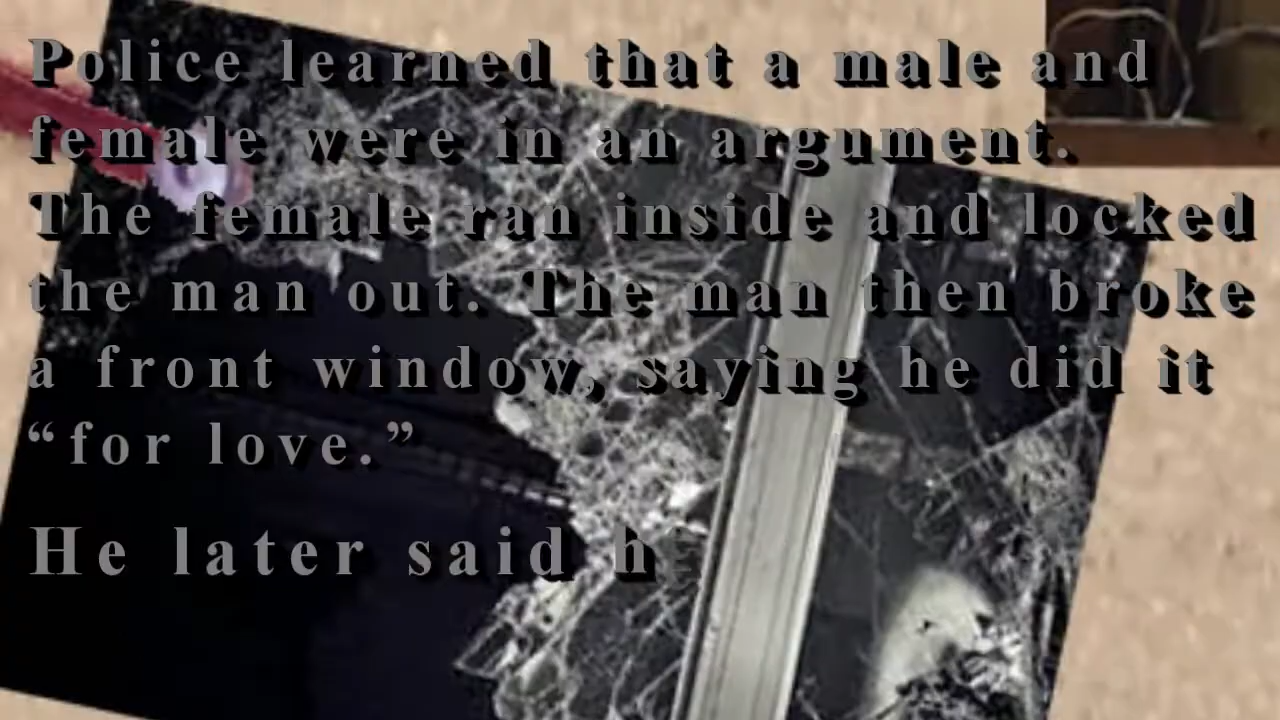 Police learned that a male and
female were in an argument.
The female ran inside and locked
the man out. The man then broke
a front window, saying he did it
“for love.”
He later said h